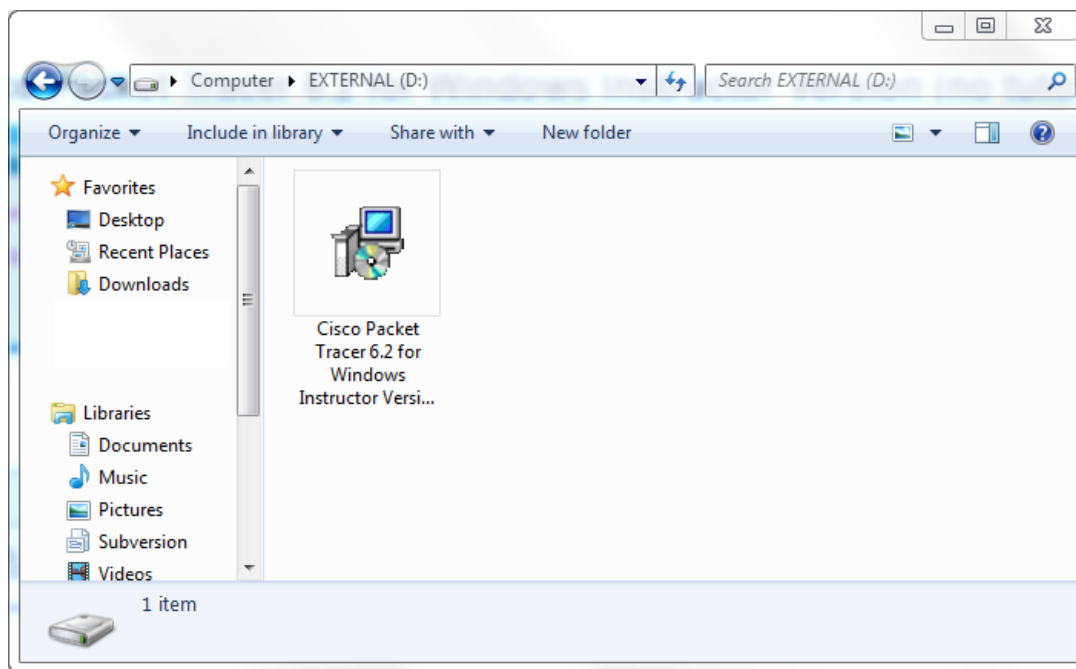 Computer EXTERNAL (D:)
Search EXTERNAL (D:)
Organize Include in library Share with New folder
Favorites
Desktop
Recent Places
Downloads
Libraries
Documents
Music
Pictures
Subversion
Videos
Cisco Packet
Tracer 6.2 for
Windows
Instructor Versi...
1 item